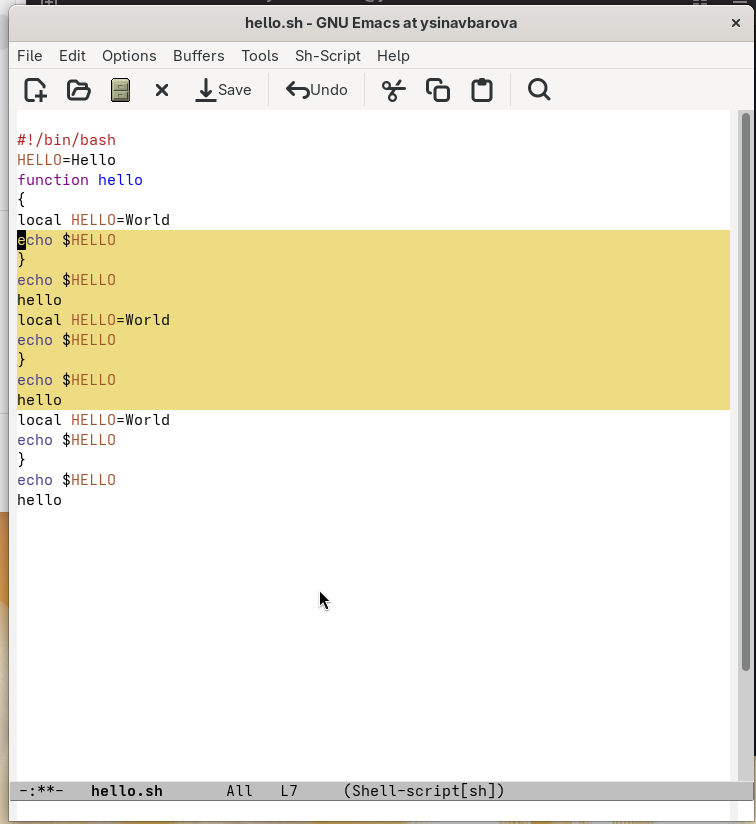 hello.sh - GNU Emacs at ysinavbarova
File Edit Options Buffers Tools Sh-Script Help
Save Undo
#!/bin/bash
HELLO=Hello
function hello
{
local HELLO=World
echo $HELLO
}
echo $HELLO
hello
local HELLO=World
echo $HELLO
}
echo $HELLO
hello
local HELLO=World
echo $HELLO
}
echo $HELLO
hello
-:**- hello.sh All L7 (Shell-script[sh])